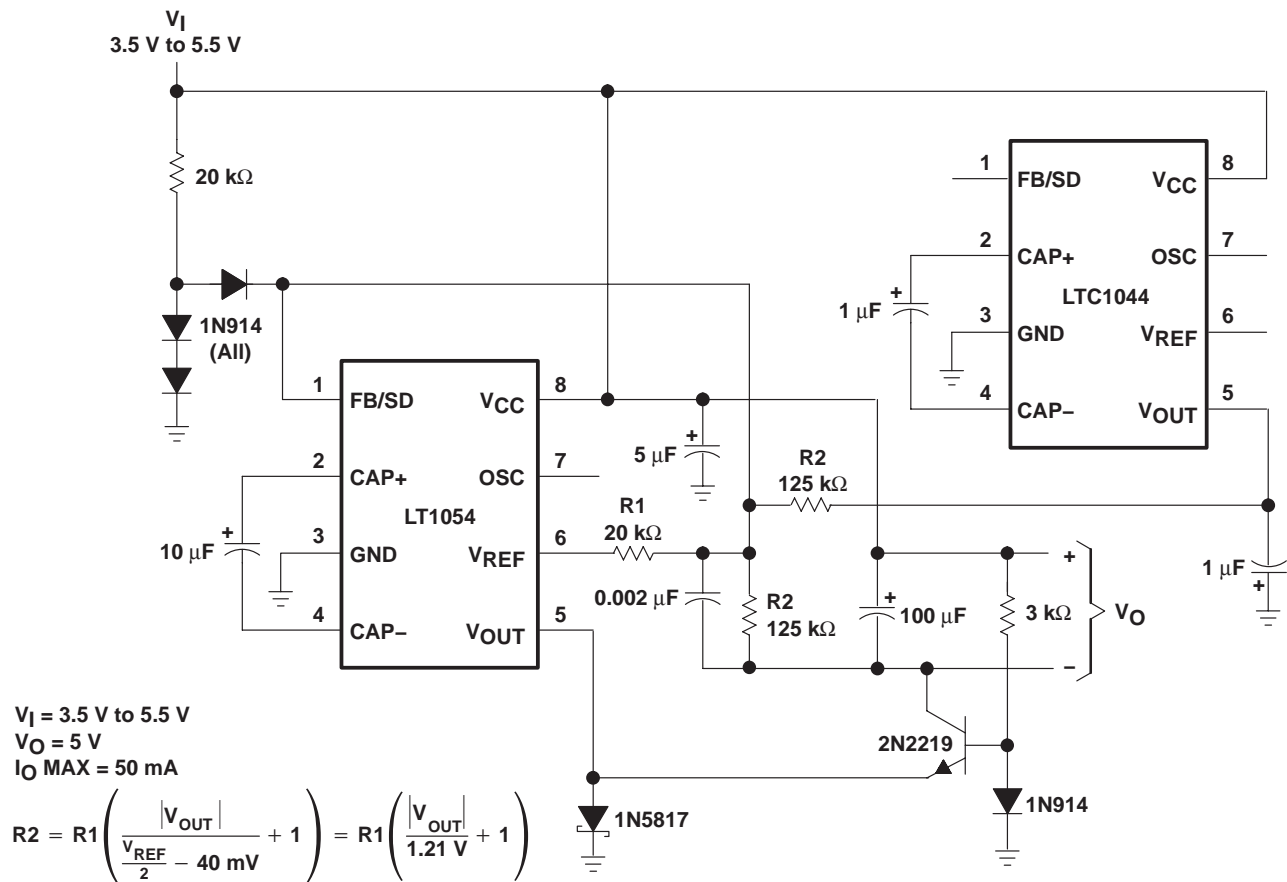 VI
3.5 V to 5.5 V
20 kΩ
1N914
(All)
1 FB/SD VCC 8
2 CAP+ OSC 7
LTC1044
3 GND VREF 6
4 CAP– VOUT 5
1 μF
+
1 FB/SD VCC 8
2 CAP+ OSC 7
LT1054
3 GND VREF 6
4 CAP– VOUT 5
10 μF
+
5 μF
+
R2
125 kΩ
R1
20 kΩ
0.002 μF
R2
125 kΩ
+
100 μF
3 kΩ
+
VO
–
1 μF
+
2N2219
1N5817
1N914
VI = 3.5 V to 5.5 V
VO = 5 V
IO MAX = 50 mA
R2 = R1 ( |VOUT| / (VREF/2 – 40 mV) + 1 ) = R1 ( |VOUT| / 1.21 V + 1 )